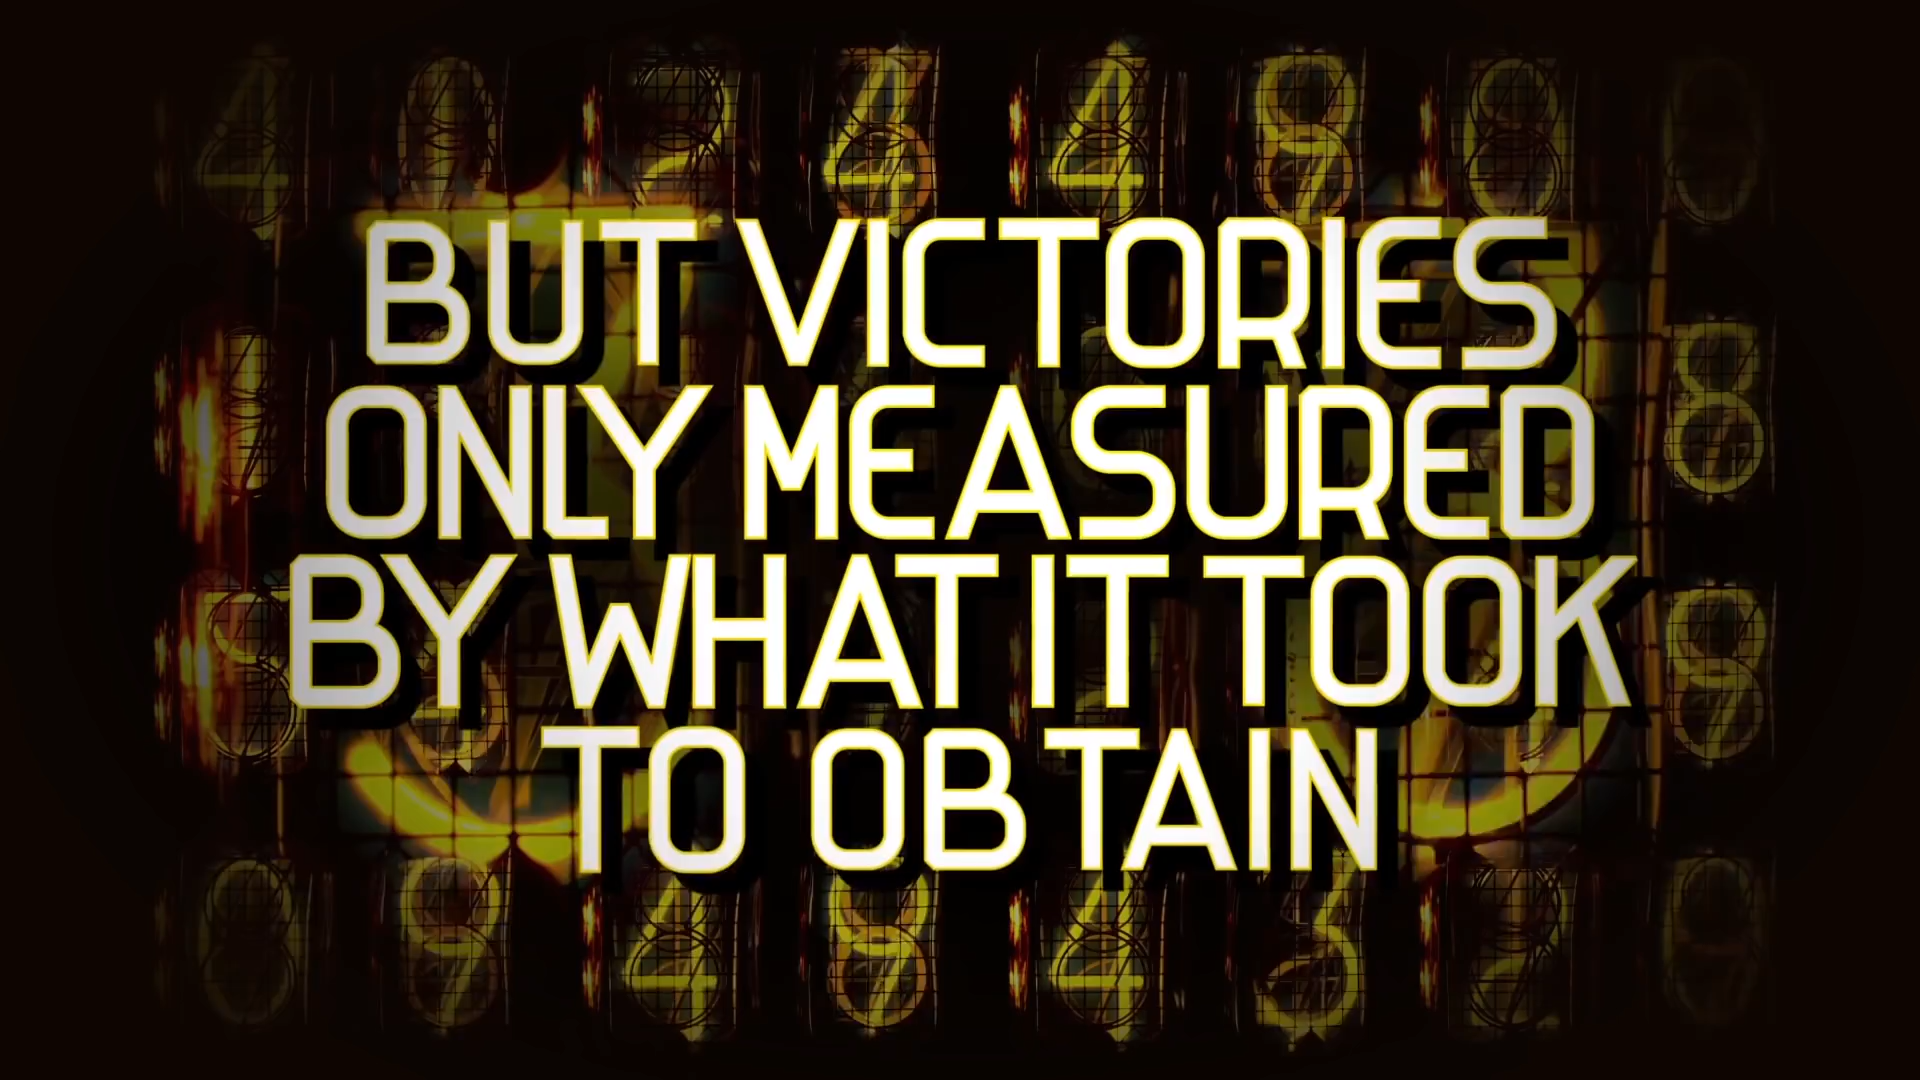 BUT VICTORIES
ONLY MEASURED
BY WHAT IT TOOK
TO OBTAIN